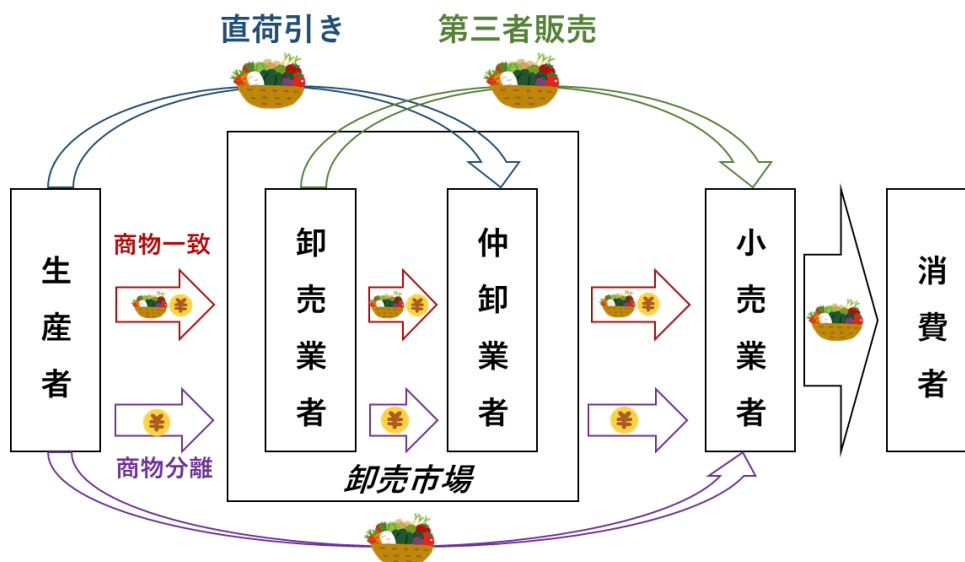 直荷引き
第三者販売
生産者
商物一致
卸売業者
仲卸業者
小売業者
消費者
¥
¥
¥
¥
¥
¥
商物分離
卸売市場